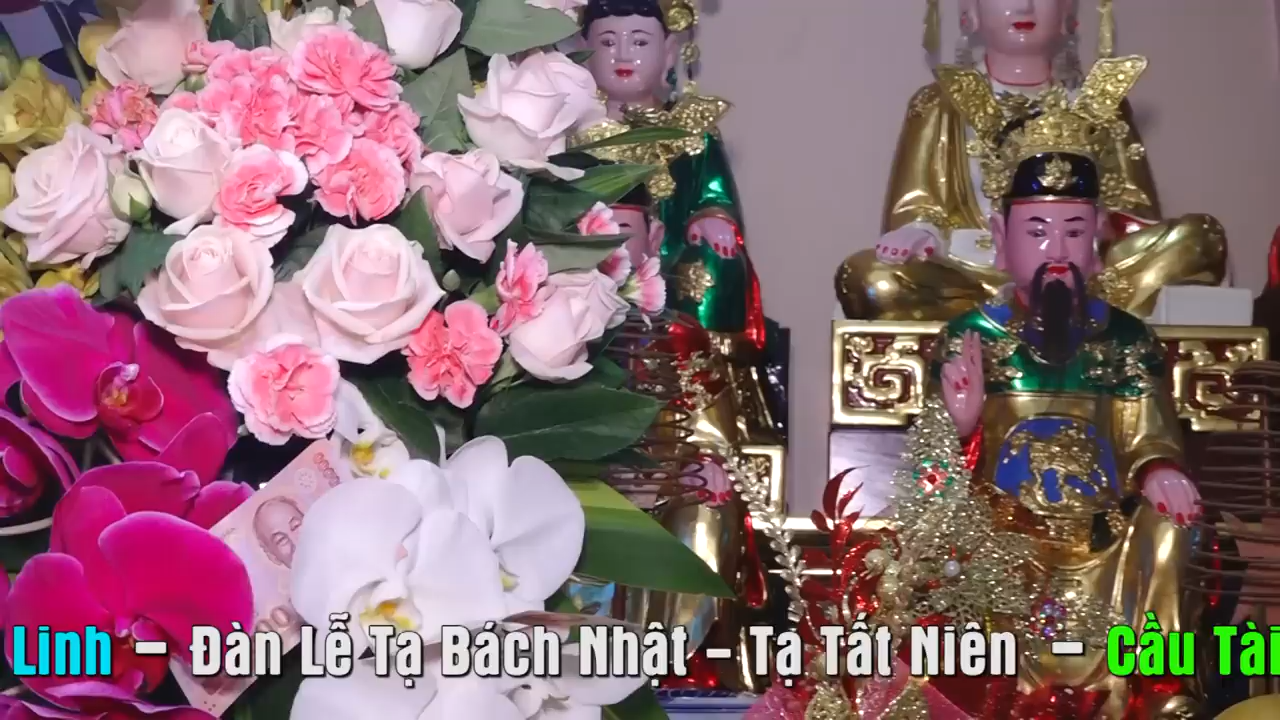 Linh – Đàn Lễ Tạ Bách Nhật – Tạ Tất Niên – Cầu Tài